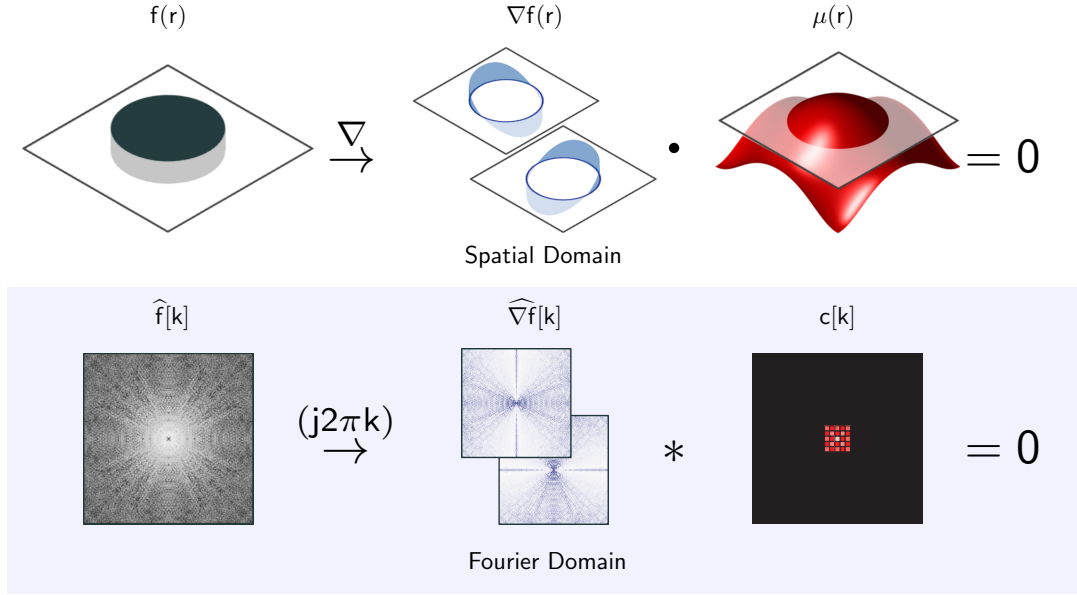 f(r) ∇f(r) μ(r)
∇
→ · = 0
Spatial Domain
f̂[k] ∇̂f[k] c[k]
(j2πk)
→ * = 0
Fourier Domain